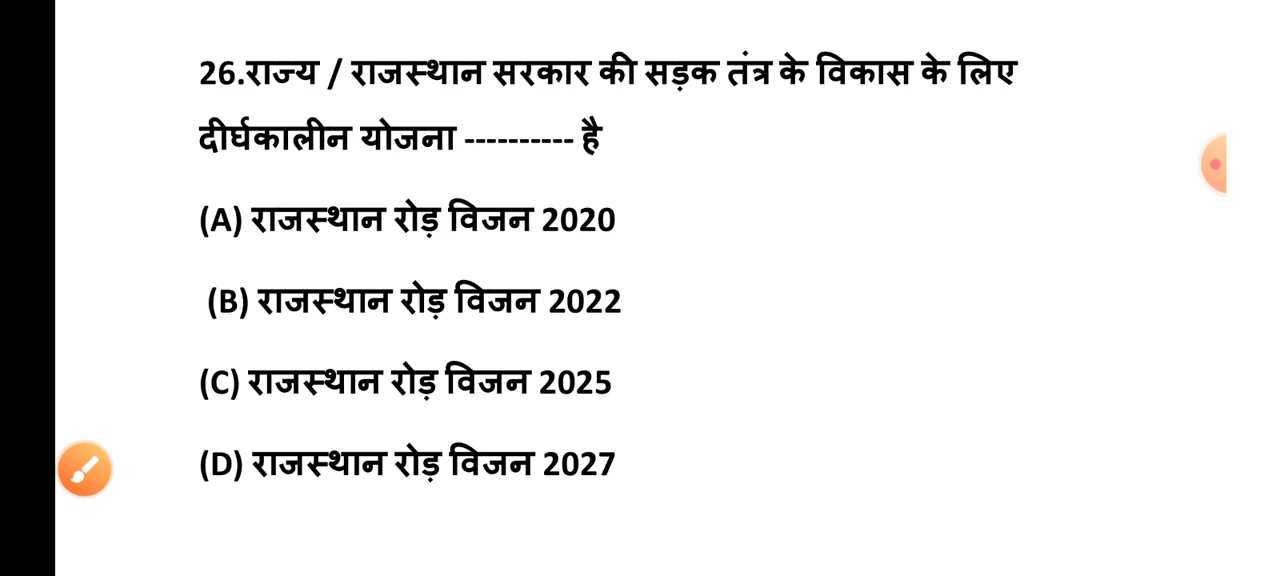 26.राज्य / राजस्थान सरकार की सड़क तंत्र के विकास के लिए
दीर्घकालीन योजना ---------- है
(A) राजस्थान रोड़ विजन 2020
(B) राजस्थान रोड़ विजन 2022
(C) राजस्थान रोड़ विजन 2025
(D) राजस्थान रोड़ विजन 2027